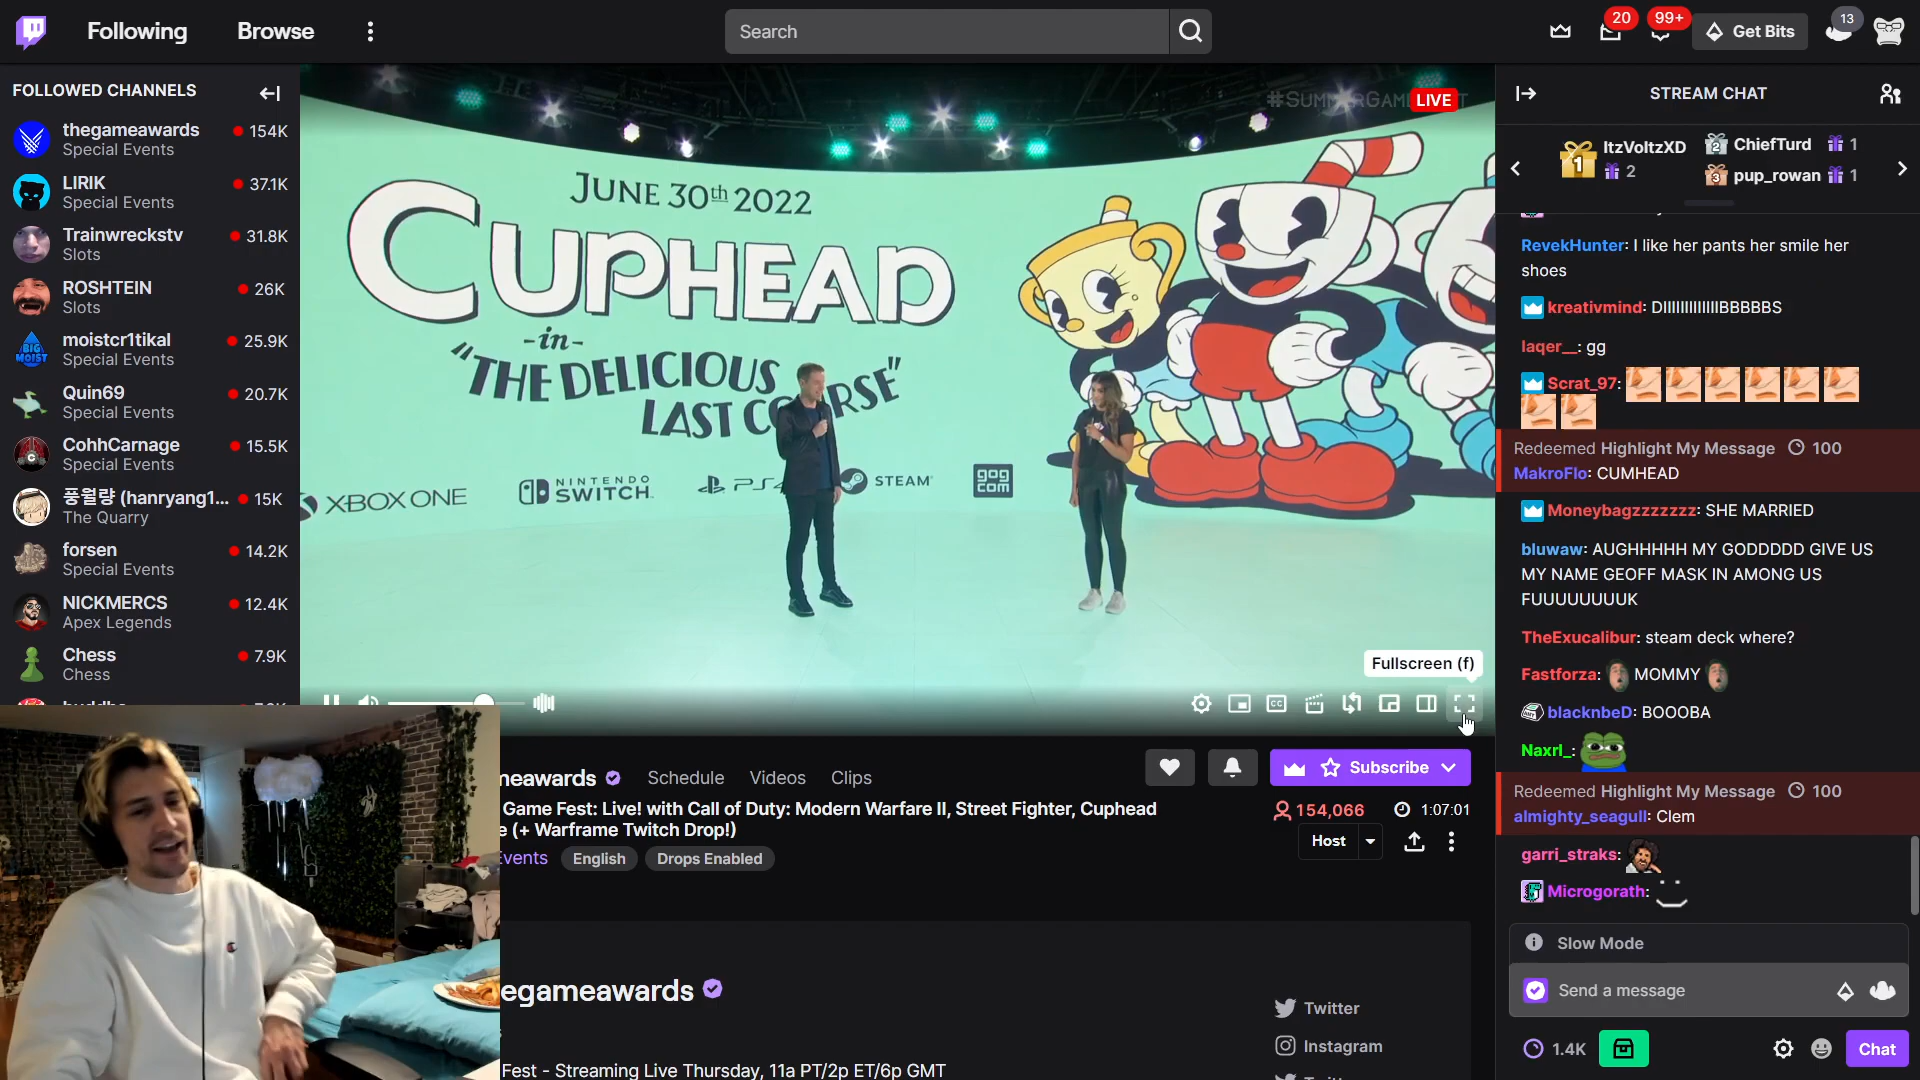 Following
Browse
Search
20
99+
Get Bits
13
FOLLOWED CHANNELS
thegameawards
154K
Special Events
LIRIK
37.1K
Special Events
Trainwreckstv
31.8K
Slots
ROSHTEIN
26K
Slots
moistcr1tikal
25.9K
Special Events
Quin69
20.7K
Special Events
CohhCarnage
15.5K
Special Events
풍월량 (hanryang1...
15K
The Quarry
forsen
14.2K
Special Events
NICKMERCS
12.4K
Apex Legends
Chess
7.9K
Chess
BIG
MOIST
LIVE
JUNE 30th 2022
CUPHEAD
-in-
"THE DELICIOUS
LAST COURSE"
XBOX ONE
NINTENDO
SWITCH
PS4
STEAM
gog
com
Fullscreen (f)
CC
meawards
Schedule
Videos
Clips
Subscribe
Game Fest: Live! with Call of Duty: Modern Warfare II, Street Fighter, Cuphead
e (+ Warframe Twitch Drop!)
154,066
1:07:01
Events
English
Drops Enabled
Host
egameawards
Twitter
Instagram
Fest - Streaming Live Thursday, 11a PT/2p ET/6p GMT
STREAM CHAT
1
ItzVoltzXD
2
2
ChiefTurd
1
3
pup_rowan
1
RevekHunter: I like her pants her smile her
shoes
kreativmind: DIIIIIIIIIIIIIBBBBBS
laqer__: gg
Scrat_97:
Redeemed Highlight My Message 100
MakroFlo: CUMHEAD
Moneybagzzzzzzz: SHE MARRIED
bluwaw: AUGHHHHH MY GODDDDD GIVE US
MY NAME GEOFF MASK IN AMONG US
FUUUUUUUUK
TheExucalibur: steam deck where?
Fastforza: MOMMY
blacknbeD: BOOOBA
Naxrl_:
Redeemed Highlight My Message 100
almighty_seagull: Clem
garri_straks:
Microgorath:
Slow Mode
Send a message
1.4K
Chat